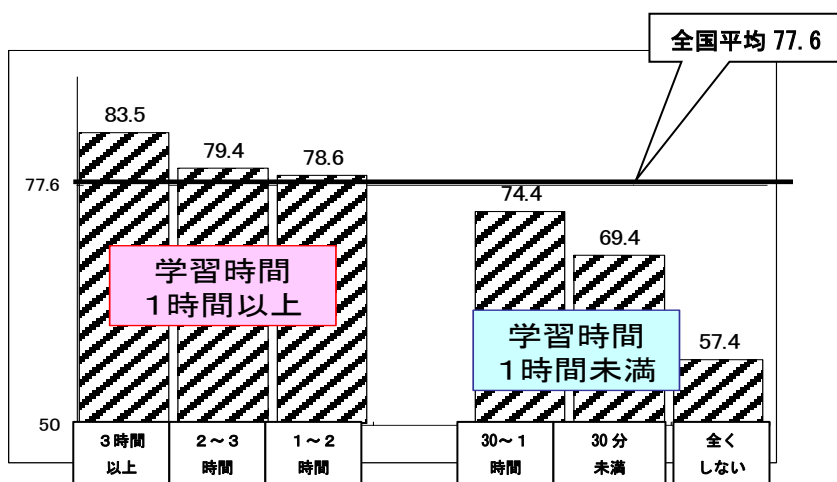 全国平均 77.6
83.5
79.4
78.6
77.6
74.4
69.4
57.4
学習時間
１時間以上
学習時間
１時間未満
50
３時間
以上
２～３
時間
１～２
時間
30～１
時間
30分
未満
全く
しない